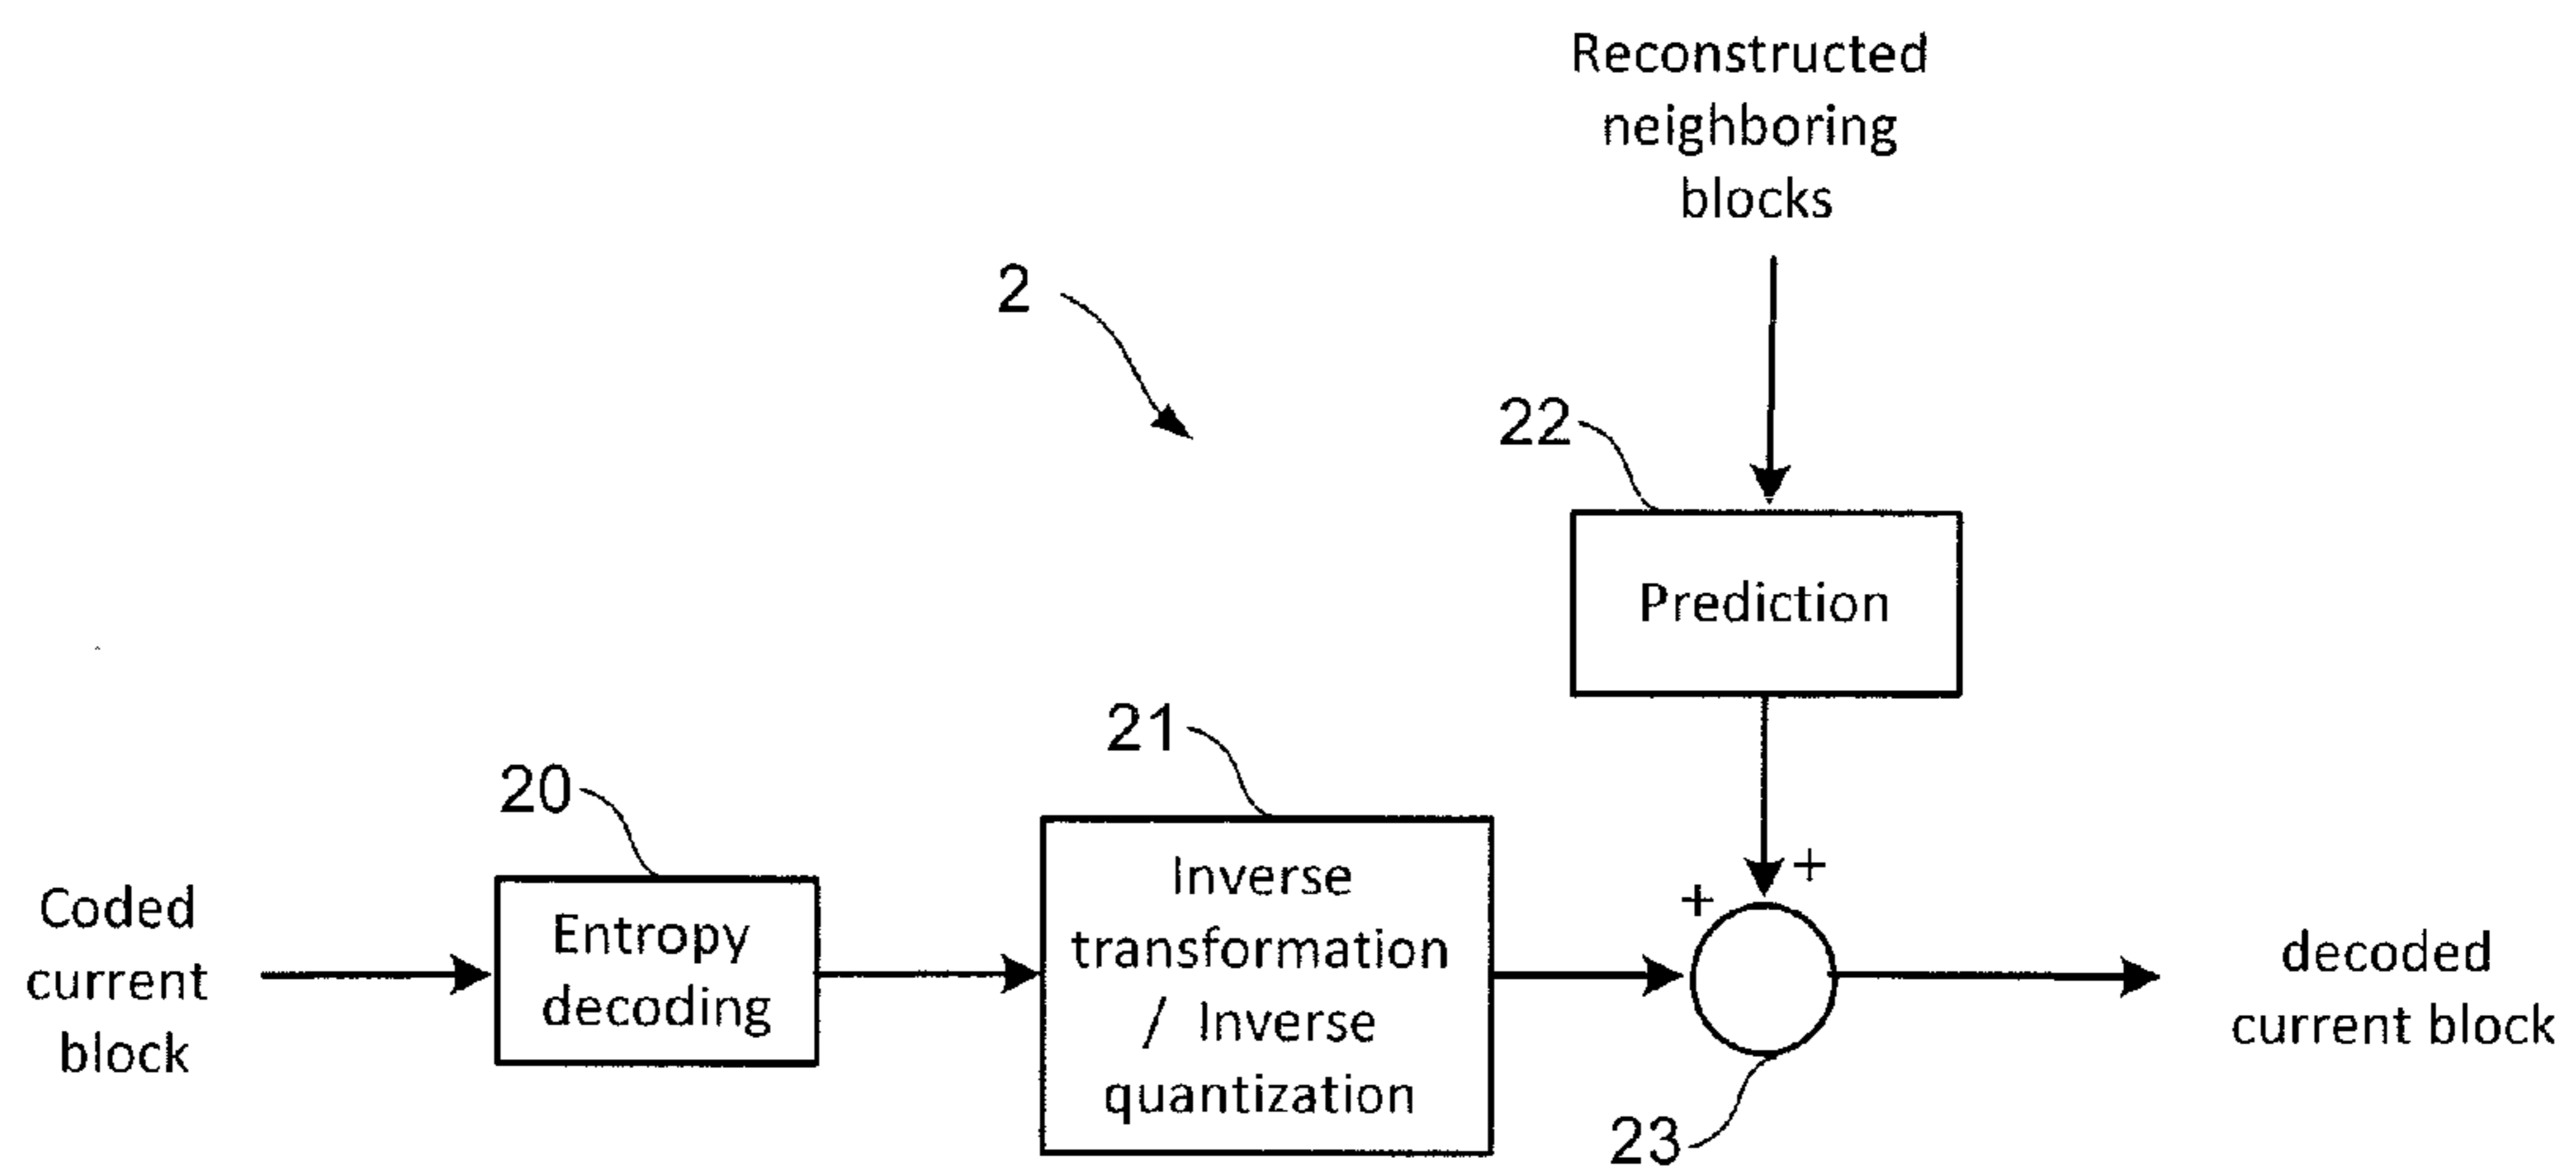 Reconstructed
neighboring
blocks
2
22
Prediction
21
20
Coded
current
block
Entropy
decoding
Inverse
transformation
/ Inverse
quantization
+
+
23
decoded
current block